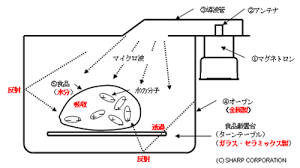 ③導波管
②アンテナ
①マグネトロン
マイクロ波
反射
⑤食品
(水分)
水の分子
吸収
④オーブン
(金属製)
透過
食品載置台
(ターンテーブル)
(ガラス・セラミックス製)
反射
(C) SHARP CORPORATION